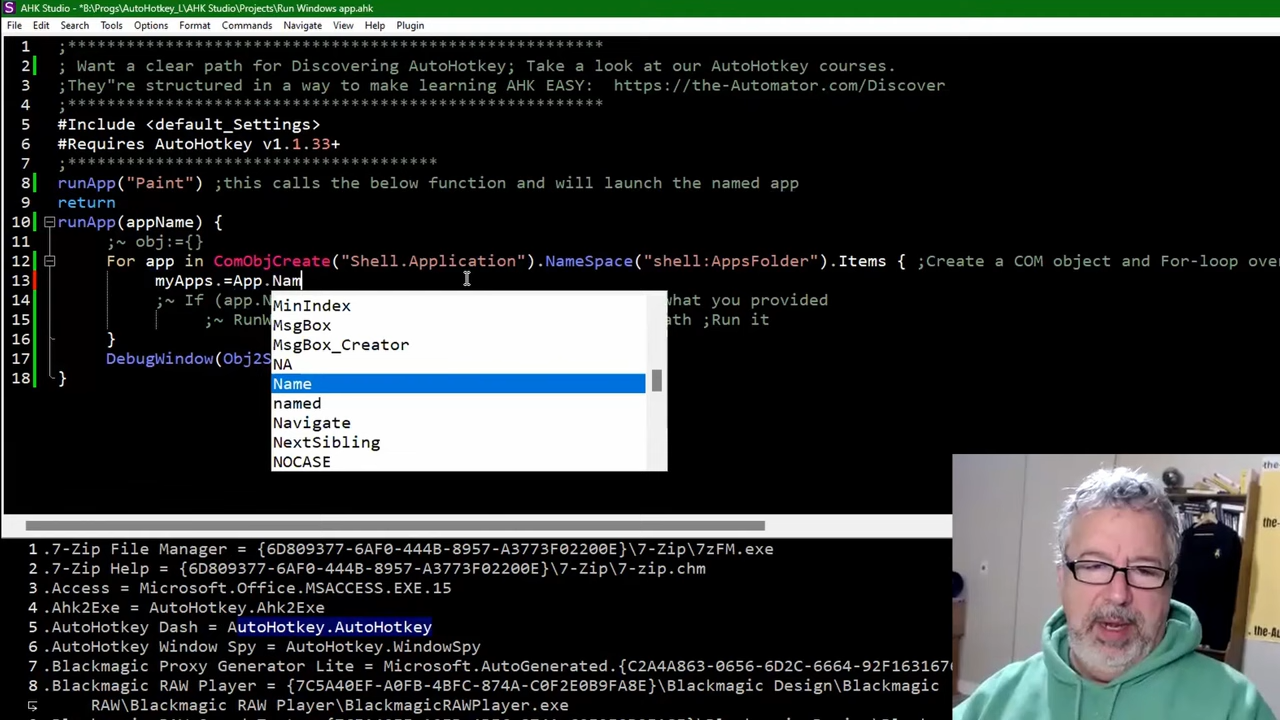 AHK Studio - *B:\Progs\AutoHotkey_L\AHK Studio\Projects\Run Windows app.ahk
File Edit Search Tools Options Format Commands Navigate View Help Plugin
1 ;*******************************************************
2 ; Want a clear path for Discovering AutoHotkey; Take a look at our AutoHotkey courses.
3 ;They"re structured in a way to make learning AHK EASY: https://the-Automator.com/Discover
4 ;*******************************************************
5 #Include <default_Settings>
6 #Requires AutoHotkey v1.1.33+
7 ;**************************************
8 runApp("Paint") ;this calls the below function and will launch the named app
9 return
10 runApp(appName) {
11 ;~ obj:={}
12 For app in ComObjCreate("Shell.Application").NameSpace("shell:AppsFolder").Items { ;Create a COM object and For-loop over
13 myApps.=App.Nam
14 ;~ If (app.N what you provided
15 ;~ RunW ath ;Run it
16 }
17 DebugWindow(Obj2S
18 }
MinIndex
MsgBox
MsgBox_Creator
NA
Name
named
Navigate
NextSibling
NOCASE
1 .7-Zip File Manager = {6D809377-6AF0-444B-8957-A3773F02200E}\7-Zip\7zFM.exe
2 .7-Zip Help = {6D809377-6AF0-444B-8957-A3773F02200E}\7-Zip\7-zip.chm
3 .Access = Microsoft.Office.MSACCESS.EXE.15
4 .Ahk2Exe = AutoHotkey.Ahk2Exe
5 .AutoHotkey Dash = AutoHotkey.AutoHotkey
6 .AutoHotkey Window Spy = AutoHotkey.WindowSpy
7 .Blackmagic Proxy Generator Lite = Microsoft.AutoGenerated.{C2A4A863-0656-6D2C-6664-92F163167
8 .Blackmagic RAW Player = {7C5A40EF-A0FB-4BFC-874A-C0F2E0B9FA8E}\Blackmagic Design\Blackmagic
RAW\Blackmagic RAW Player\BlackmagicRAWPlayer.exe